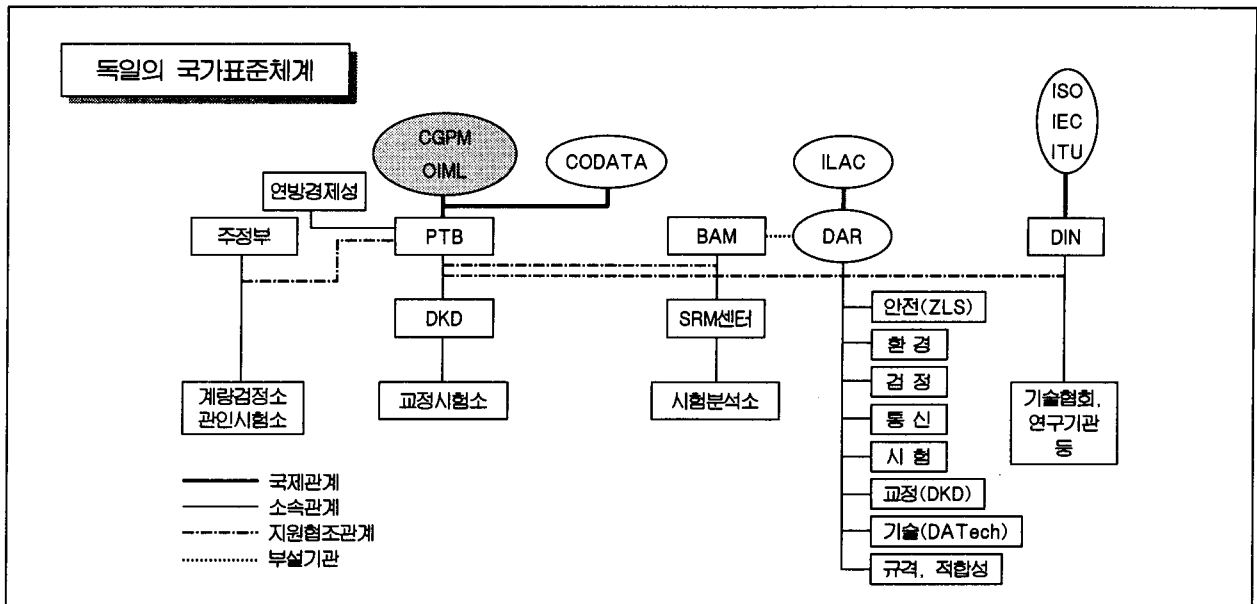 독일의 국가표준체계
CGPM
OIML
CODATA
ILAC
ISO
IEC
ITU
연방경제성
주정부
PTB
BAM
DAR
DIN
DKD
SRM센터
계량검정소
관인시험소
교정시험소
시험분석소
안전(ZLS)
환 경
검 정
통 신
시 험
교정(DKD)
기술(DATech)
규격, 적합성
기술협회,
연구기관
등
국제관계
소속관계
지원협조관계
부설기관